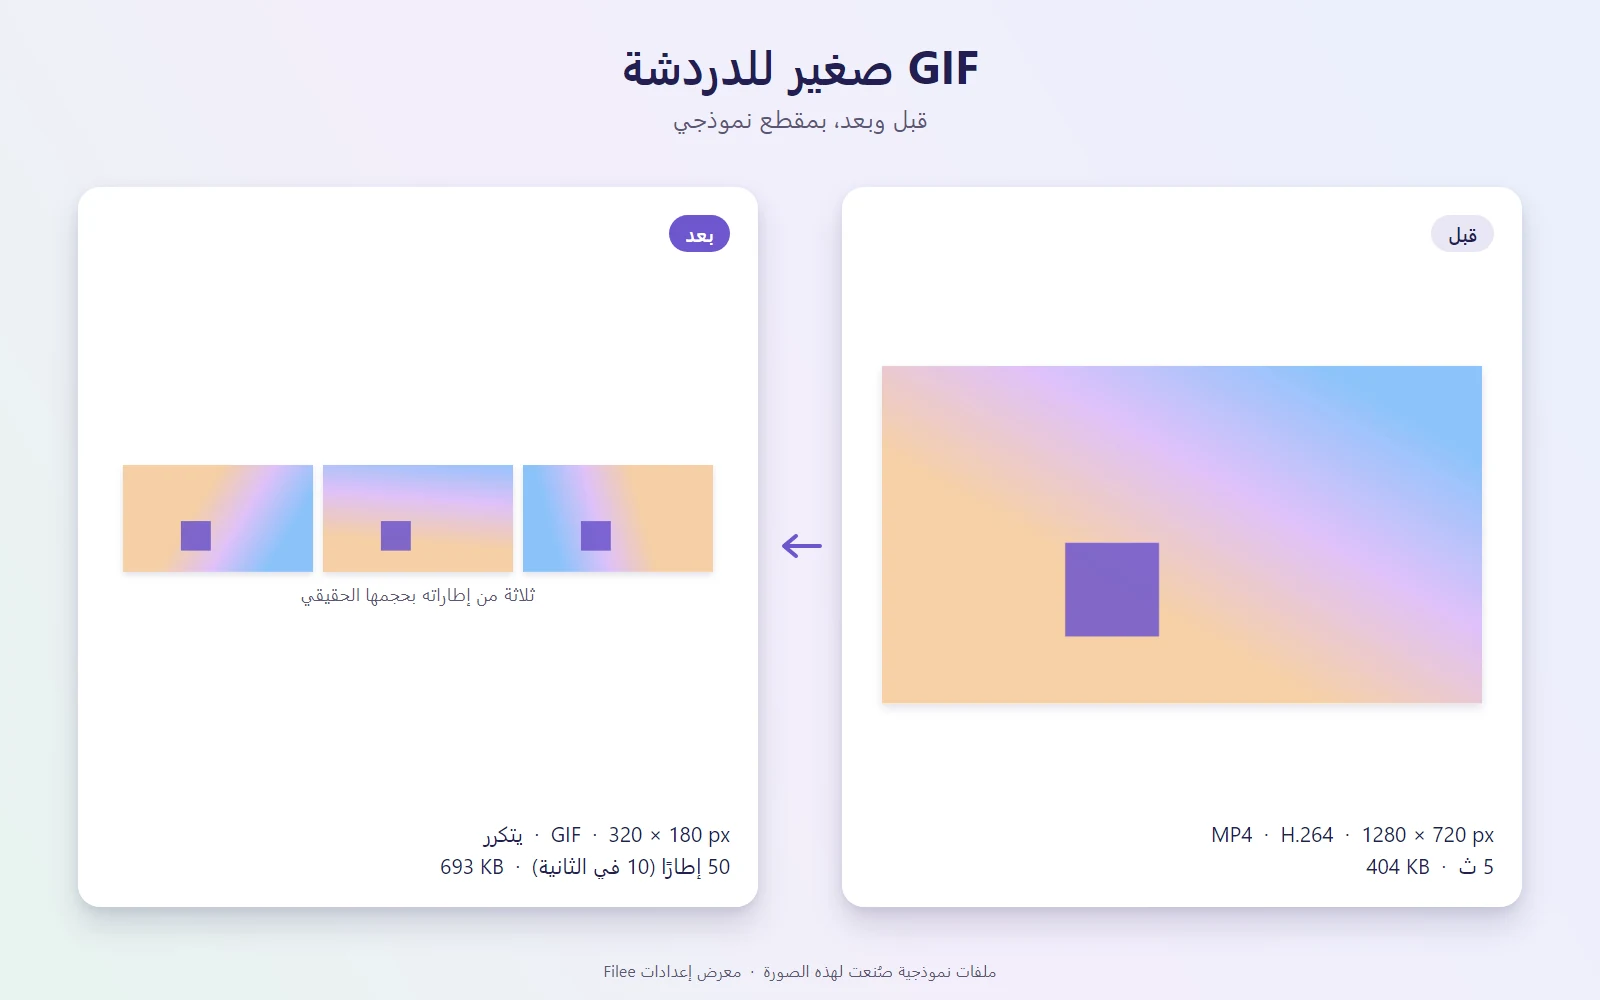 GIF صغير للدردشة
قبل وبعد، بمقطع نموذجي
قبل
MP4 · H.264 · 1280 × 720 px
5 ث · 404 KB
بعد
ثلاثة من إطاراته بحجمها الحقيقي
320 × 180 px · GIF · يتكرر
50 إطارًا (10 في الثانية) · 693 KB
ملفات نموذجية صُنعت لهذه الصورة · معرض إعدادات Filee